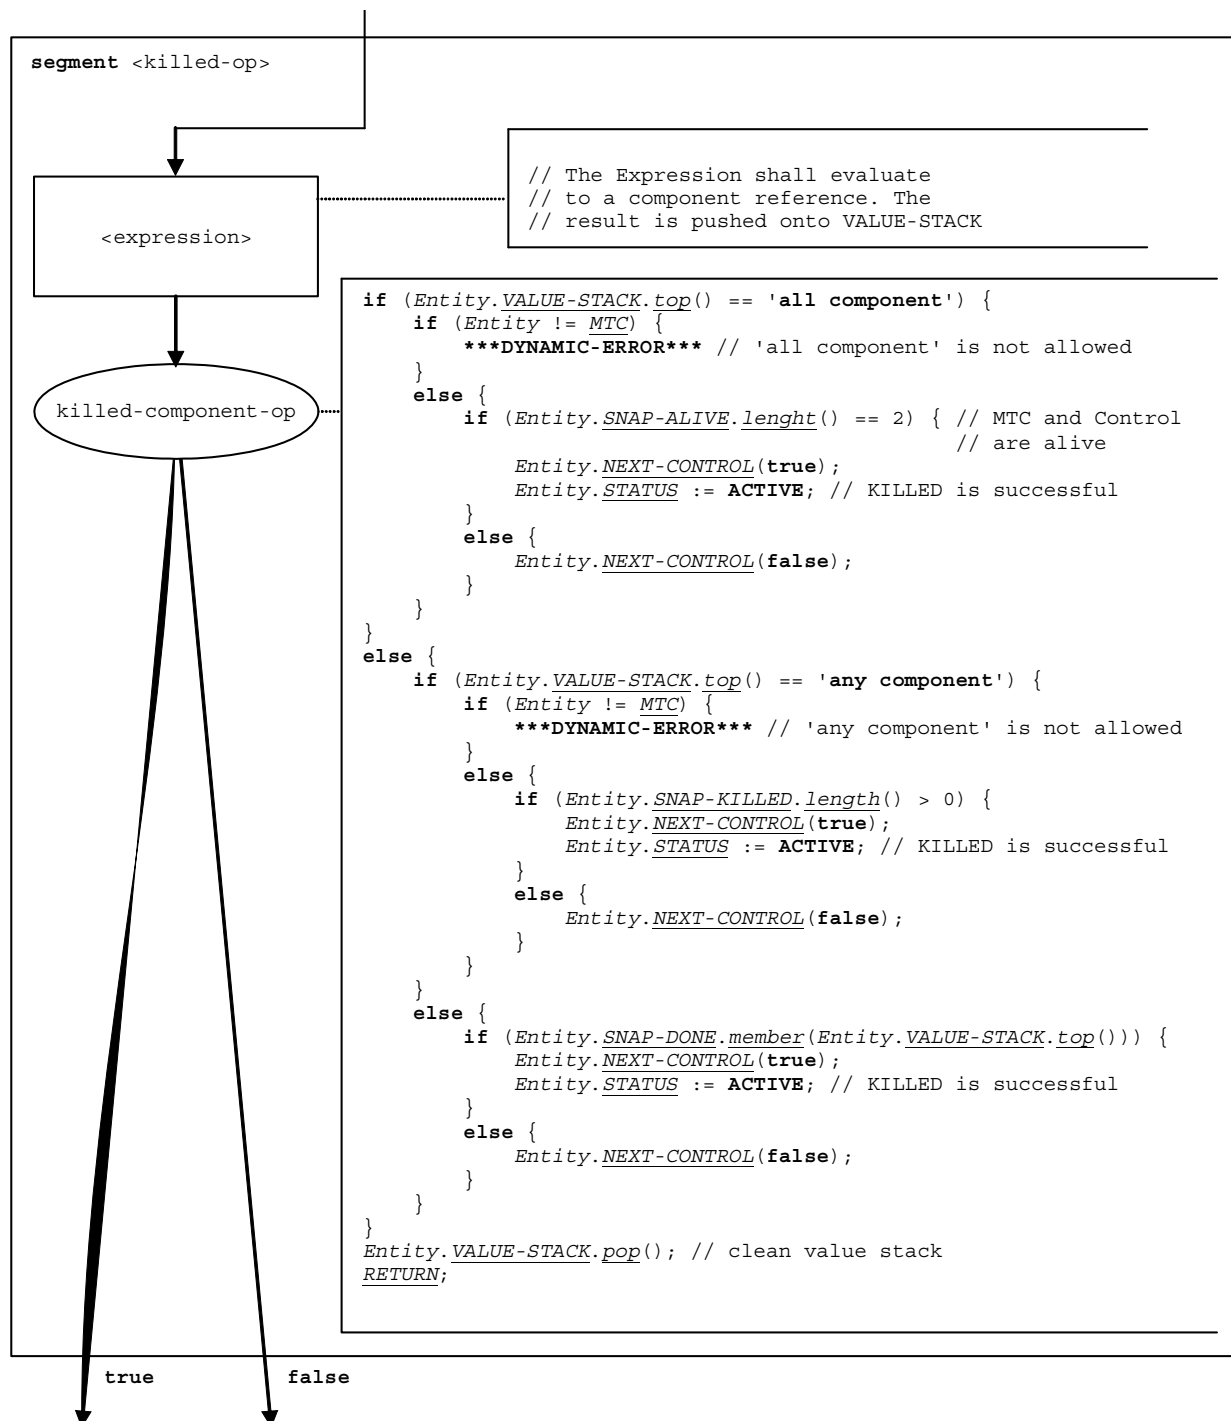 segment <killed-op>
// The Expression shall evaluate
// to a component reference. The
// result is pushed onto VALUE-STACK
<expression>
if (Entity.VALUE-STACK.top() == 'all component') {
if (Entity != MTC) {
***DYNAMIC-ERROR*** // 'all component' is not allowed
}
else {
killed-component-op
if (Entity.SNAP-ALIVE.lenght() == 2) { // MTC and Control
// are alive
Entity.NEXT-CONTROL(true);
Entity.STATUS := ACTIVE; // KILLED is successful
}
else {
Entity.NEXT-CONTROL(false);
}
}
}
else {
if (Entity.VALUE-STACK.top() == 'any component') {
if (Entity != MTC) {
***DYNAMIC-ERROR*** // 'any component' is not allowed
}
else {
if (Entity.SNAP-KILLED.length() > 0) {
Entity.NEXT-CONTROL(true);
Entity.STATUS := ACTIVE; // KILLED is successful
}
else {
Entity.NEXT-CONTROL(false);
}
}
}
else {
if (Entity.SNAP-DONE.member(Entity.VALUE-STACK.top())) {
Entity.NEXT-CONTROL(true);
Entity.STATUS := ACTIVE; // KILLED is successful
}
else {
Entity.NEXT-CONTROL(false);
}
}
}
Entity.VALUE-STACK.pop(); // clean value stack
RETURN;
true false